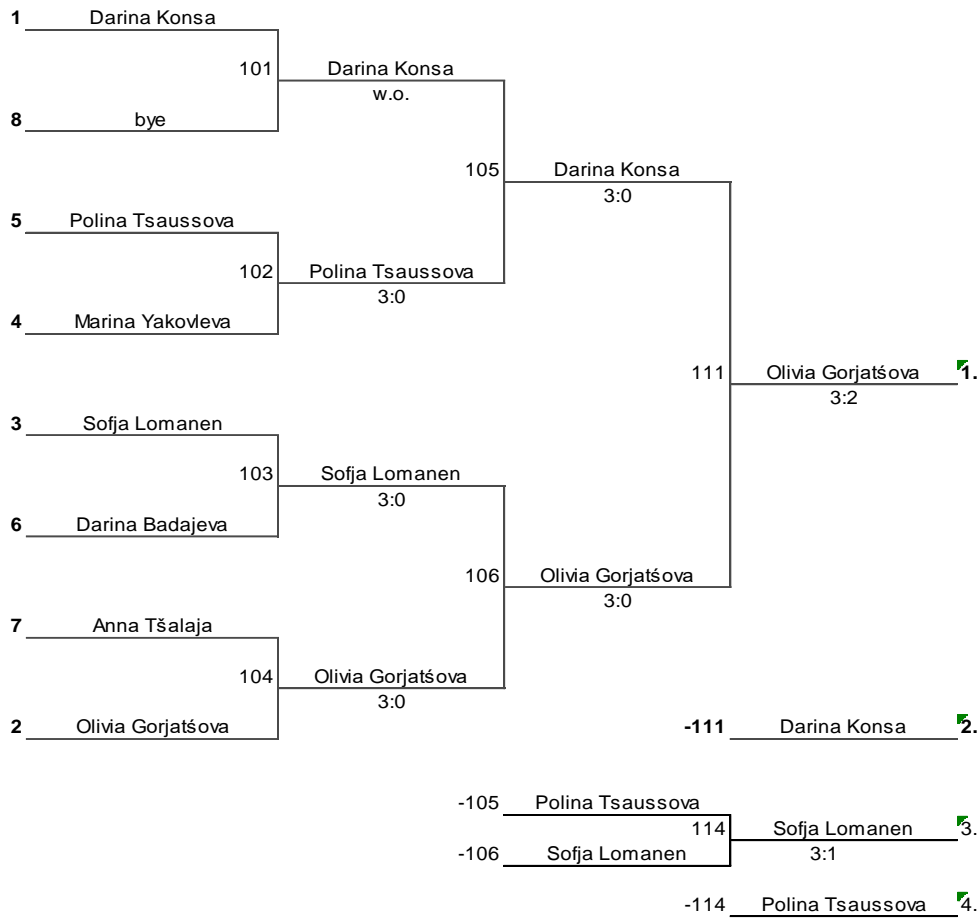 1 Darina Konsa
101 Darina Konsa
w.o.
8 bye
105 Darina Konsa
3:0
5 Polina Tsaussova
102 Polina Tsaussova
3:0
4 Marina Yakovleva
111 Olivia Gorjatśova 1.
3:2
3 Sofja Lomanen
103 Sofja Lomanen
3:0
6 Darina Badajeva
106 Olivia Gorjatśova
3:0
7 Anna Tšalaja
104 Olivia Gorjatśova
3:0
2 Olivia Gorjatśova
-111 Darina Konsa 2.
-105 Polina Tsaussova
114 Sofja Lomanen 3.
3:1
-106 Sofja Lomanen
-114 Polina Tsaussova 4.